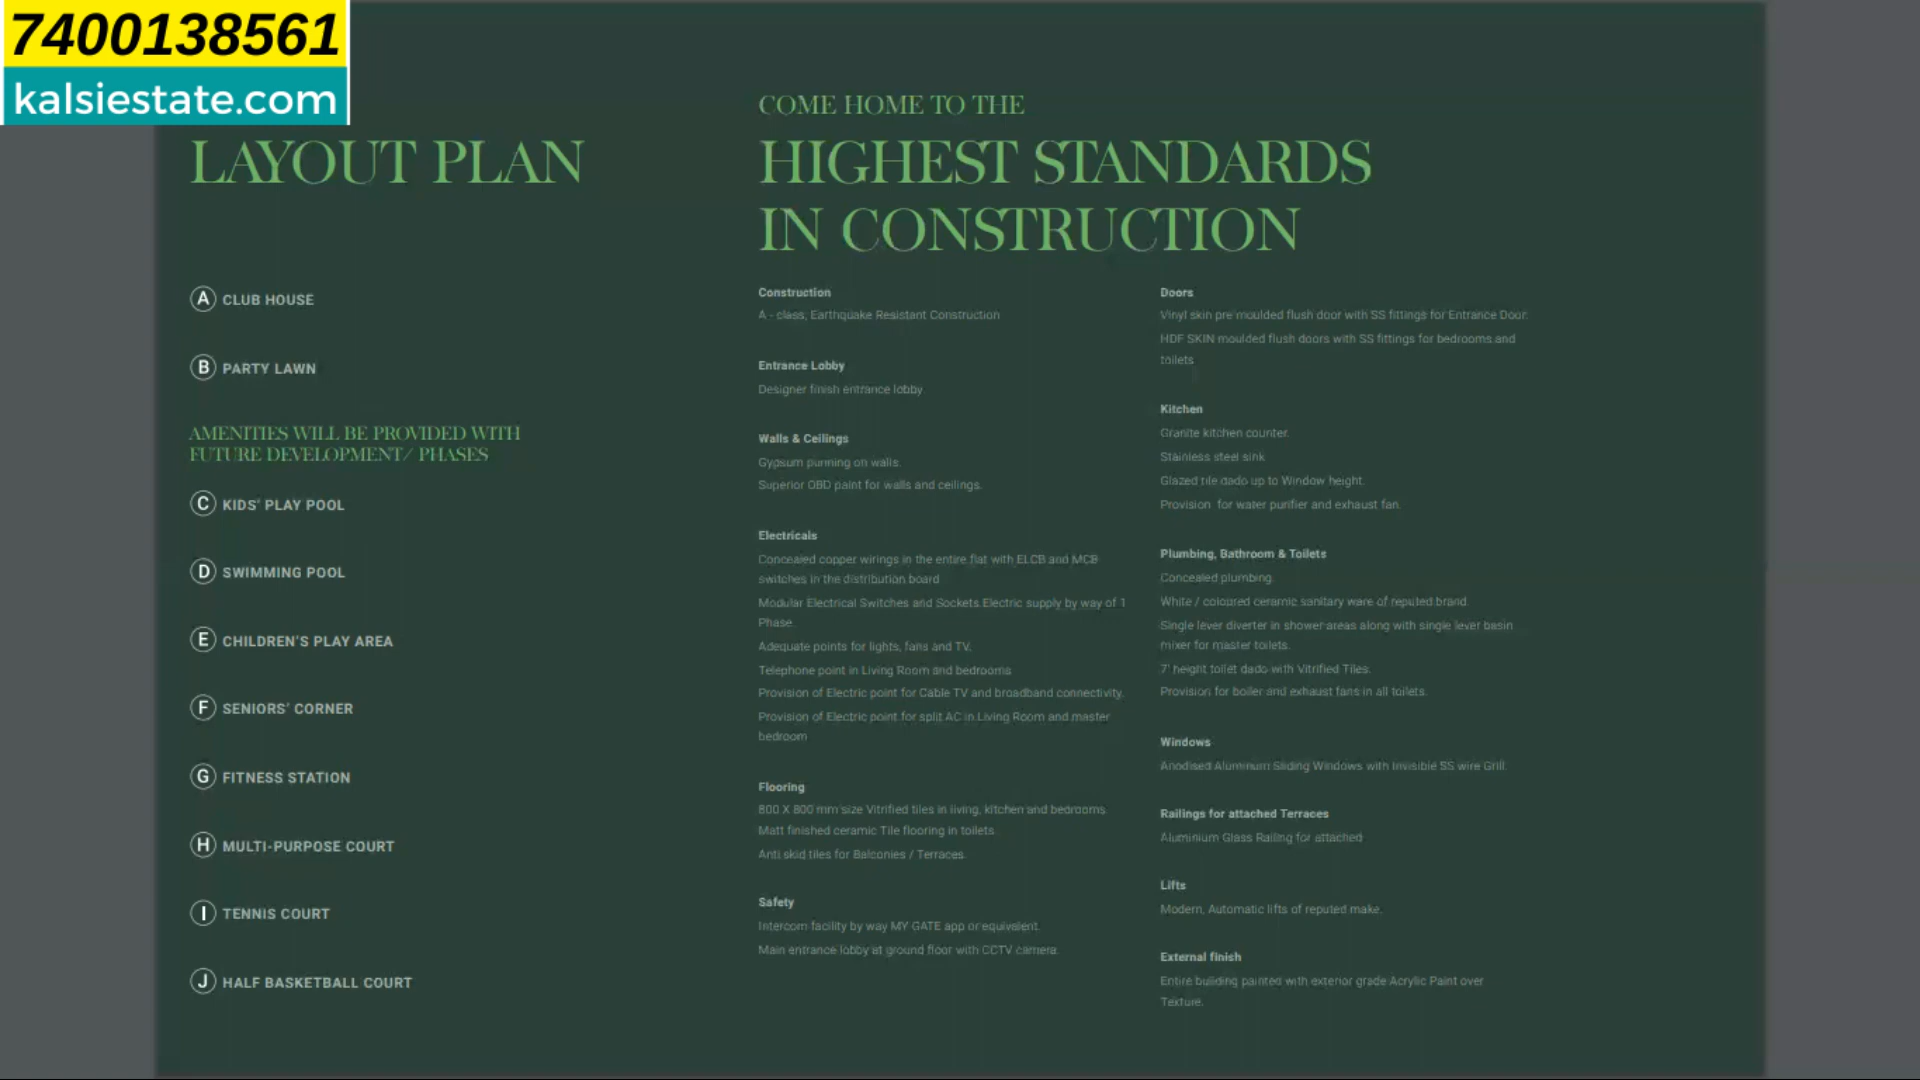 7400138561
kalsiestate.com
LAYOUT PLAN
A CLUB HOUSE
B PARTY LAWN
AMENITIES WILL BE PROVIDED WITH
FUTURE DEVELOPMENT/ PHASES
C KIDS' PLAY POOL
D SWIMMING POOL
E CHILDREN'S PLAY AREA
F SENIORS' CORNER
G FITNESS STATION
H MULTI-PURPOSE COURT
I TENNIS COURT
J HALF BASKETBALL COURT
COME HOME TO THE
HIGHEST STANDARDS
IN CONSTRUCTION
Construction
A - class, Earthquake Resistant Construction
Entrance Lobby
Designer finish entrance lobby
Walls & Ceilings
Gypsum punning on walls.
Superior OBD paint for walls and ceilings.
Electricals
Concealed copper wirings in the entire flat with ELCB and MCB
switches in the distribution board
Modular Electrical Switches and Sockets.Electric supply by way of 1
Phase.
Adequate points for lights, fans and TV.
Telephone point in Living Room and bedrooms
Provision of Electric point for Cable TV and broadband connectivity.
Provision of Electric point for split AC in Living Room and master
bedroom
Flooring
800 X 800 mm size Vitrified tiles in living, kitchen and bedrooms
Matt finished ceramic Tile flooring in toilets
Anti skid tiles for Balconies / Terraces.
Safety
Intercom facility by way MY GATE app or equivalent.
Main entrance lobby at ground floor with CCTV camera.
Doors
Vinyl skin pre moulded flush door with SS fittings for Entrance Door.
HDF SKIN moulded flush doors with SS fittings for bedrooms and
toilets
Kitchen
Granite kitchen counter.
Stainless steel sink
Glazed tile dado up to Window height.
Provision for water purifier and exhaust fan.
Plumbing, Bathroom & Toilets
Concealed plumbing.
White / coloured ceramic sanitary ware of reputed brand
Single lever diverter in shower areas along with single lever basin
mixer for master toilets.
7' height toilet dado with Vitrified Tiles.
Provision for boiler and exhaust fans in all toilets.
Windows
Anodised Aluminum Sliding Windows with Invisible SS wire Grill.
Railings for attached Terraces
Aluminium Glass Railing for attached
Lifts
Modern, Automatic lifts of reputed make.
External finish
Entire building painted with exterior grade Acrylic Paint over
Texture.